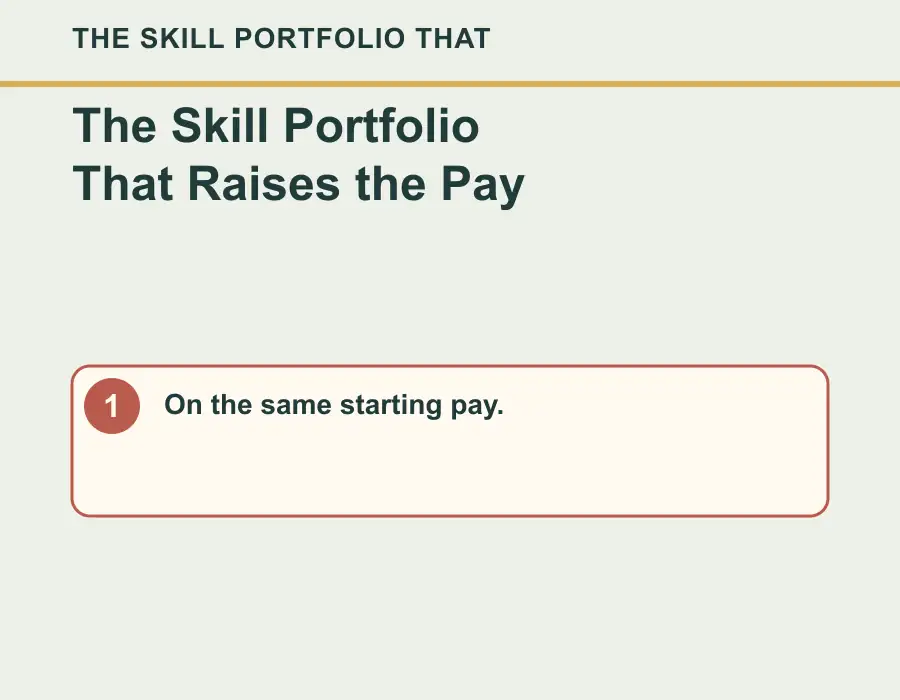 THE SKILL PORTFOLIO THAT
The Skill Portfolio
That Raises the Pay
1
On the same starting pay.